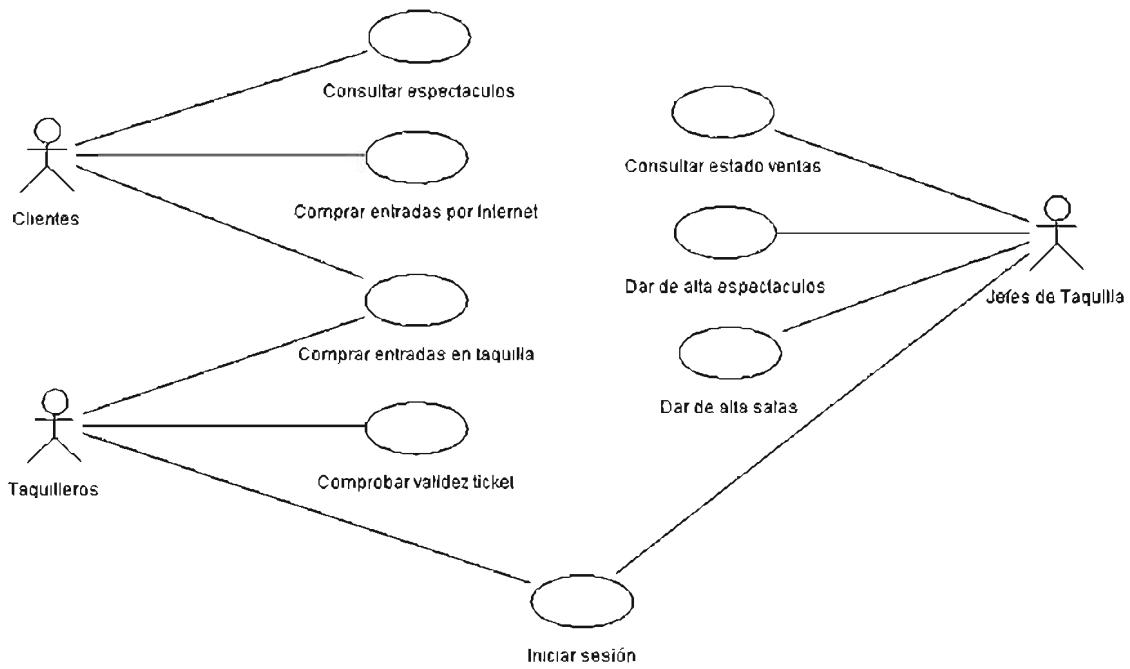 Consultar espectaculos
Clientes
Comprar entradas por Internet
Comprar entradas en taquilla
Taquilleros
Comprobar validez ticket
Consultar estado ventas
Dar de alta espectaculos
Jefes de Taquilla
Dar de alta salas
Iniciar sesión